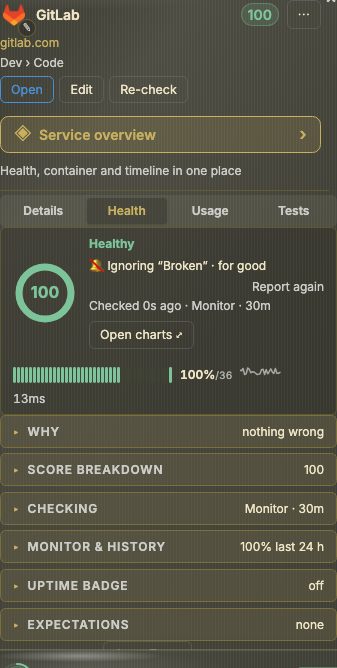 GitLab
100
...
gitlab.com
Dev › Code
Open
Edit
Re-check
Service overview ›
Health, container and timeline in one place
Details
Health
Usage
Tests
Healthy
100
Ignoring “Broken” · for good
Report again
Checked 0s ago · Monitor · 30m
Open charts ⤢
100%/36
13ms
▸ WHY nothing wrong
▸ SCORE BREAKDOWN 100
▸ CHECKING Monitor · 30m
▸ MONITOR & HISTORY 100% last 24 h
▸ UPTIME BADGE off
▸ EXPECTATIONS none